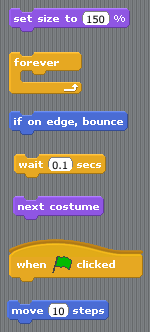 set size to 150 %
forever
if on edge, bounce
wait 0.1 secs
next costume
when clicked
move 10 steps